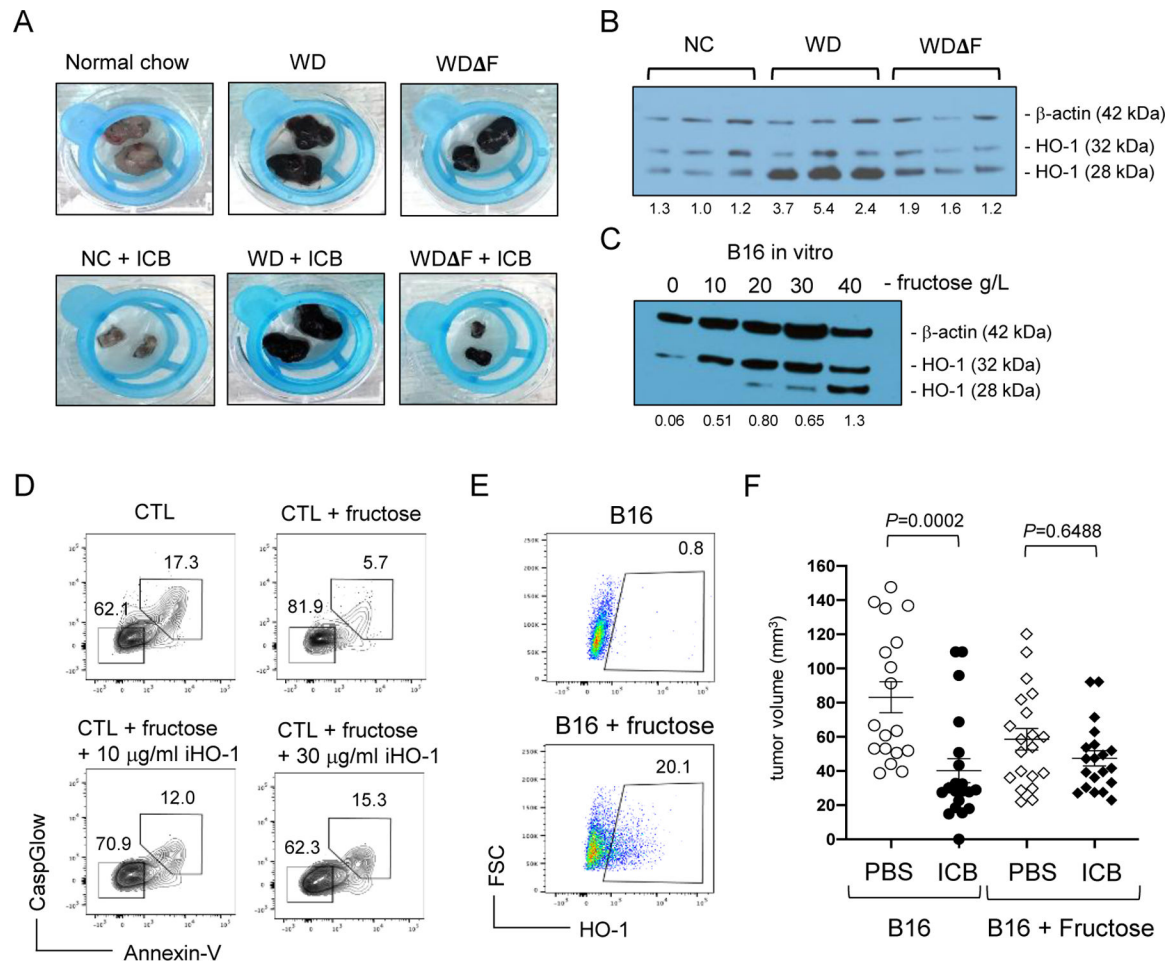 A
Normal chow
WD
WDΔF
NC + ICB
WD + ICB
WDΔF + ICB
B
NC
WD
WDΔF
- β-actin (42 kDa)
- HO-1 (32 kDa)
- HO-1 (28 kDa)
1.3 1.0 1.2 3.7 5.4 2.4 1.9 1.6 1.2
C
B16 in vitro
0 10 20 30 40 - fructose g/L
- β-actin (42 kDa)
- HO-1 (32 kDa)
- HO-1 (28 kDa)
0.06 0.51 0.80 0.65 1.3
D
CTL
17.3
62.1
CTL + fructose
5.7
81.9
CTL + fructose
+ 10 μg/ml iHO-1
12.0
70.9
CTL + fructose
+ 30 μg/ml iHO-1
15.3
62.3
CaspGlow
Annexin-V
E
B16
0.8
B16 + fructose
20.1
FSC
HO-1
F
P=0.0002
P=0.6488
tumor volume (mm³)
160
140
120
100
80
60
40
20
0
PBS ICB PBS ICB
B16 B16 + Fructose